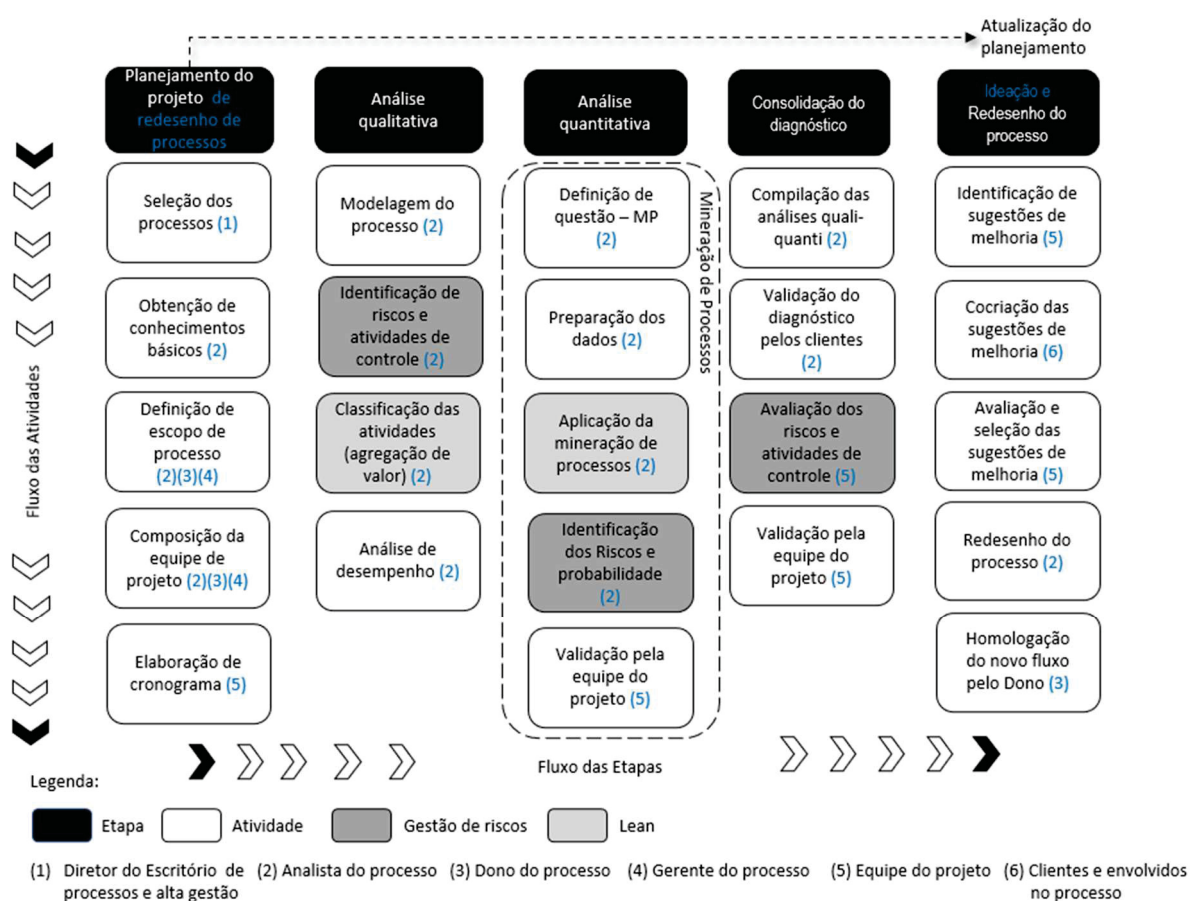 Atualização do
planejamento
Planejamento do
projeto de
redesenho de
processos
Análise
qualitativa
Análise
quantitativa
Consolidação do
diagnóstico
Ideação e
Redesenho do
processo
Seleção dos
processos (1)
Obtenção de
conhecimentos
básicos (2)
Definição de
escopo de
processo
(2)(3)(4)
Composição da
equipe de
projeto (2)(3)(4)
Elaboração de
cronograma (5)
Modelagem do
processo (2)
Identificação de
riscos e
atividades de
controle (2)
Classificação das
atividades
(agregação de
valor) (2)
Análise de
desempenho (2)
Definição de
questão – MP
(2)
Preparação dos
dados (2)
Aplicação da
mineração de
processos (2)
Identificação
dos Riscos e
probabilidade
(2)
Validação pela
equipe do
projeto (5)
Mineração de Processos
Compilação das
análises quali-
quanti (2)
Validação do
diagnóstico
pelos clientes
(2)
Avaliação dos
riscos e
atividades de
controle (5)
Validação pela
equipe do
projeto (5)
Identificação de
sugestões de
melhoria (5)
Cocriação das
sugestões de
melhoria (6)
Avaliação e
seleção das
sugestões de
melhoria (5)
Redesenho do
processo (2)
Homologação
do novo fluxo
pelo Dono (3)
Fluxo das Atividades
Fluxo das Etapas
Legenda:
Etapa
Atividade
Gestão de riscos
Lean
(1) Diretor do Escritório de
processos e alta gestão
(2) Analista do processo
(3) Dono do processo
(4) Gerente do processo
(5) Equipe do projeto
(6) Clientes e envolvidos
no processo